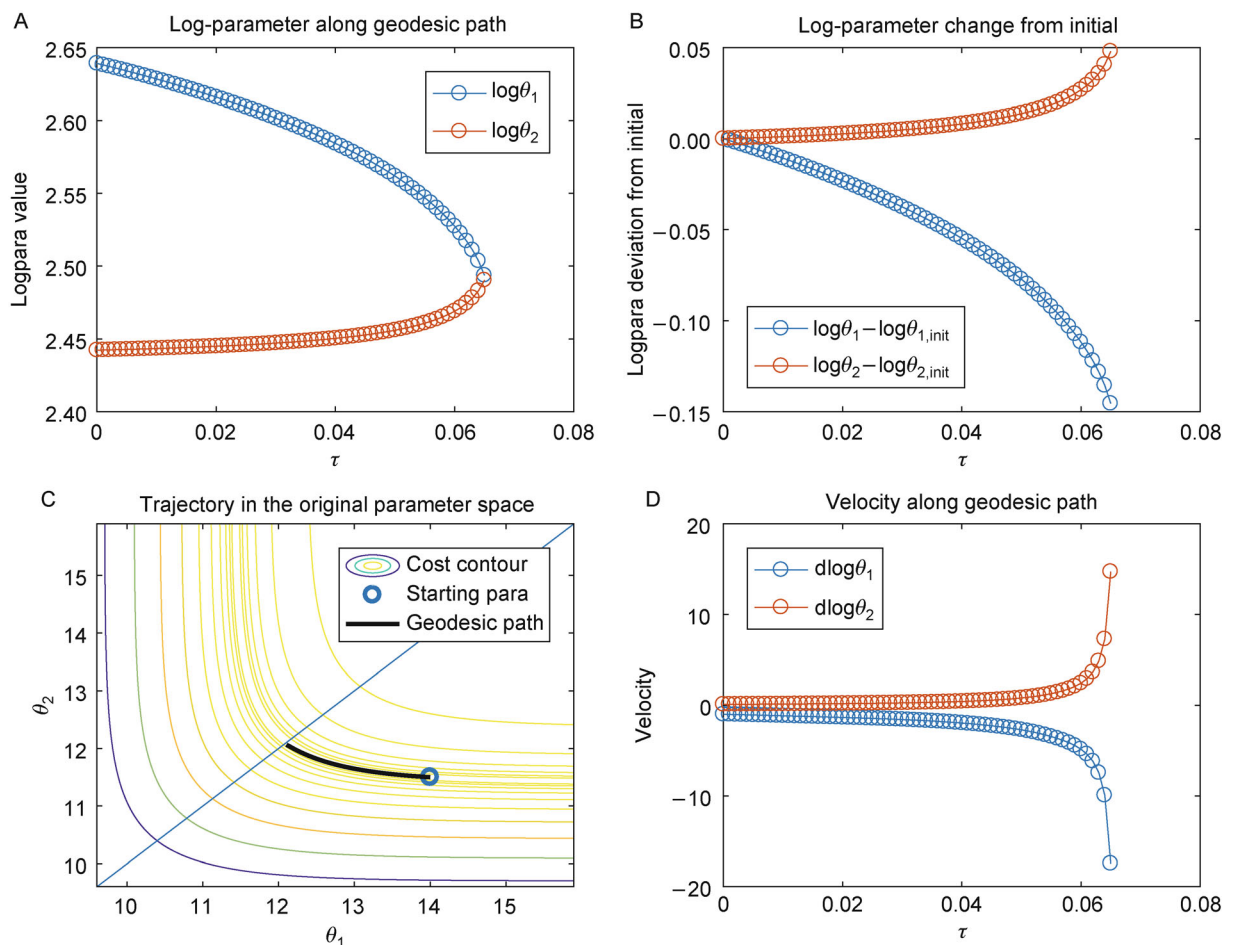 A
Log-parameter along geodesic path
2.65
2.60
2.55
2.50
2.45
2.40
Logpara value
logθ₁
logθ₂
0 0.02 0.04 0.06 0.08
τ
B
Log-parameter change from initial
0.05
0.00
−0.05
−0.10
−0.15
Logpara deviation from initial
logθ₁−logθ₁,init
logθ₂−logθ₂,init
0 0.02 0.04 0.06 0.08
τ
C
Trajectory in the original parameter space
15
14
13
12
11
10
θ₂
Cost contour
Starting para
Geodesic path
10 11 12 13 14 15
θ₁
D
Velocity along geodesic path
20
10
0
−10
−20
Velocity
dlogθ₁
dlogθ₂
0 0.02 0.04 0.06 0.08
τ